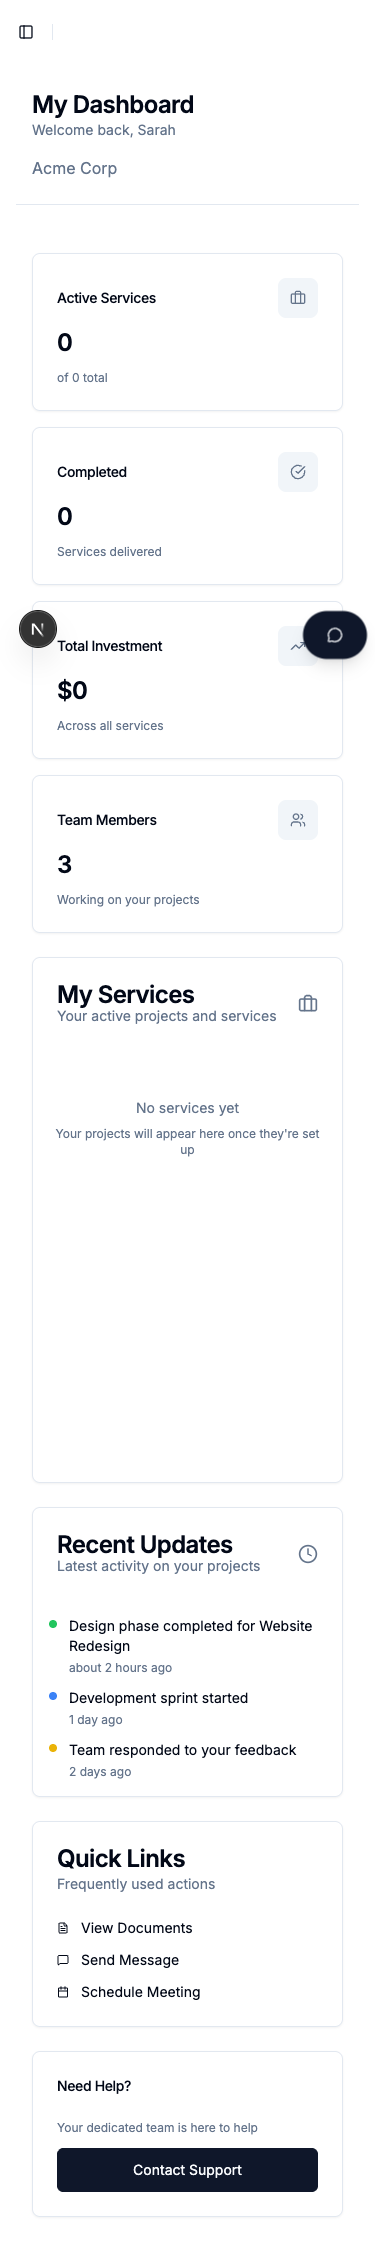 My Dashboard
Welcome back, Sarah
Acme Corp
Active Services
0
of 0 total
Completed
0
Services delivered
N
Total Investment
$0
Across all services
Team Members
3
Working on your projects
My Services
Your active projects and services
No services yet
Your projects will appear here once they're set
up
Recent Updates
Latest activity on your projects
Design phase completed for Website
Redesign
about 2 hours ago
Development sprint started
1 day ago
Team responded to your feedback
2 days ago
Quick Links
Frequently used actions
View Documents
Send Message
Schedule Meeting
Need Help?
Your dedicated team is here to help
Contact Support